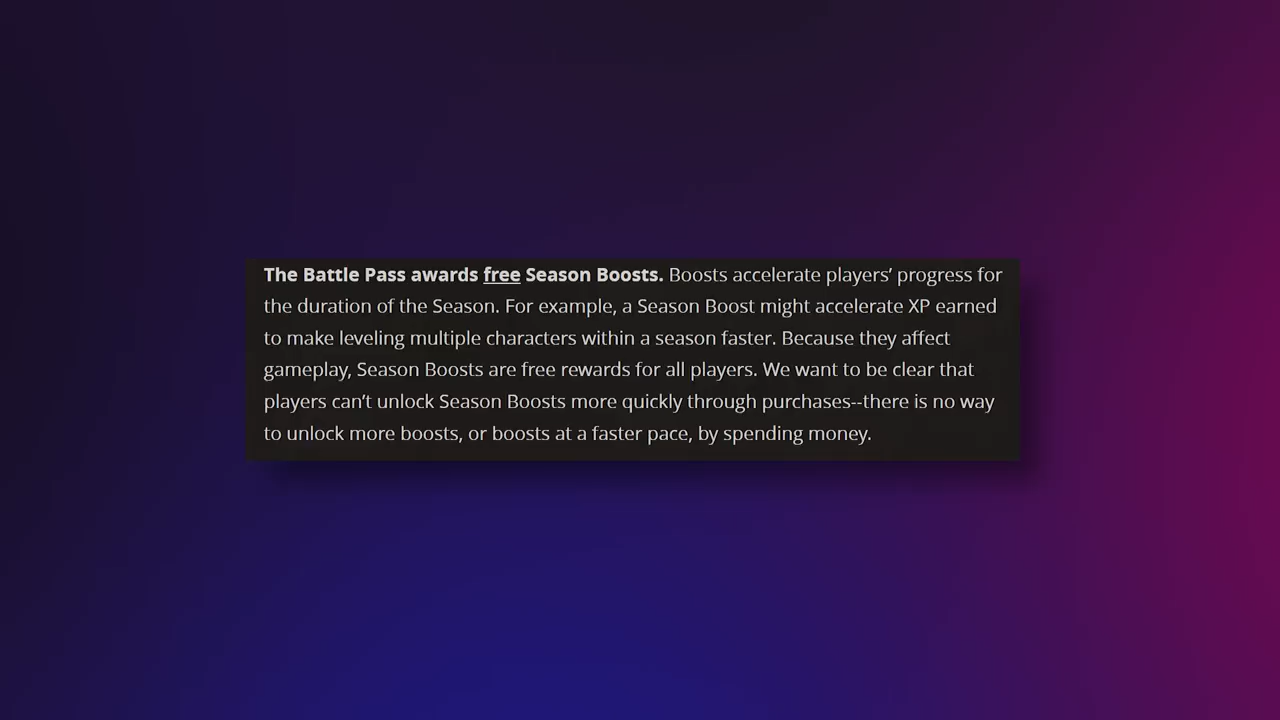 The Battle Pass awards free Season Boosts. Boosts accelerate players’ progress for
the duration of the Season. For example, a Season Boost might accelerate XP earned
to make leveling multiple characters within a season faster. Because they affect
gameplay, Season Boosts are free rewards for all players. We want to be clear that
players can’t unlock Season Boosts more quickly through purchases--there is no way
to unlock more boosts, or boosts at a faster pace, by spending money.